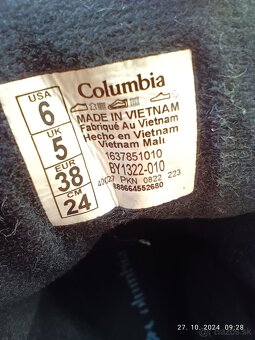 USA
6
UK
5
EUR
38
CM
24
Columbia
MADE IN VIETNAM
Fabriqué Au Vietnam
Hecho en Vietnam
Vietnam Malı
1637851010
BY1322-010
PKN 0822 223
888664552680
27. 10. 2024 09:28